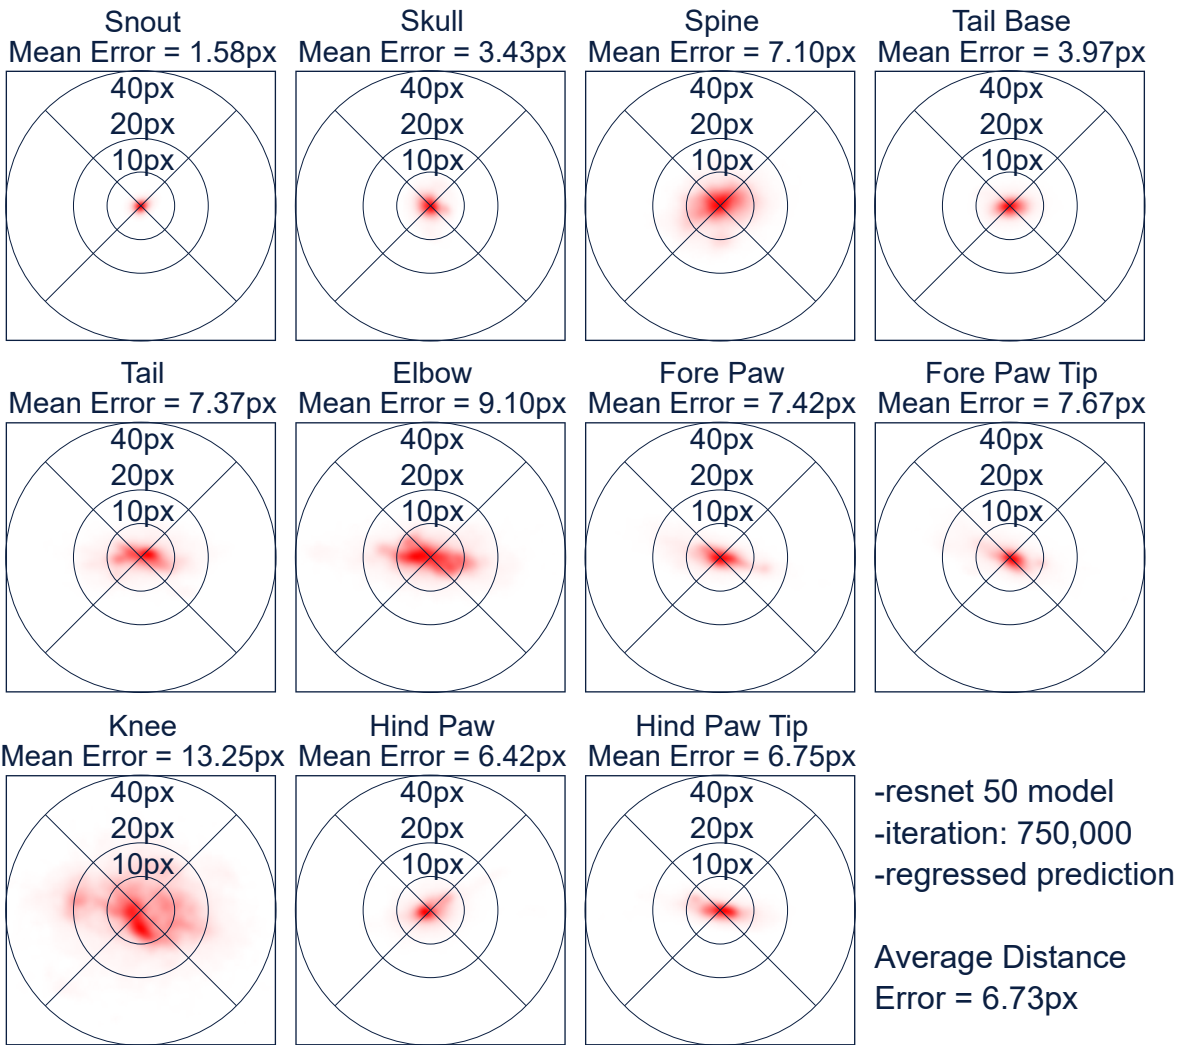 Snout
Mean Error = 1.58px
40px
20px
10px
Skull
Mean Error = 3.43px
40px
20px
10px
Spine
Mean Error = 7.10px
40px
20px
10px
Tail Base
Mean Error = 3.97px
40px
20px
10px
Tail
Mean Error = 7.37px
40px
20px
10px
Elbow
Mean Error = 9.10px
40px
20px
10px
Fore Paw
Mean Error = 7.42px
40px
20px
10px
Fore Paw Tip
Mean Error = 7.67px
40px
20px
10px
Knee
Mean Error = 13.25px
40px
20px
10px
Hind Paw
Mean Error = 6.42px
40px
20px
10px
Hind Paw Tip
Mean Error = 6.75px
40px
20px
10px
-resnet 50 model
-iteration: 750,000
-regressed prediction
Average Distance
Error = 6.73px